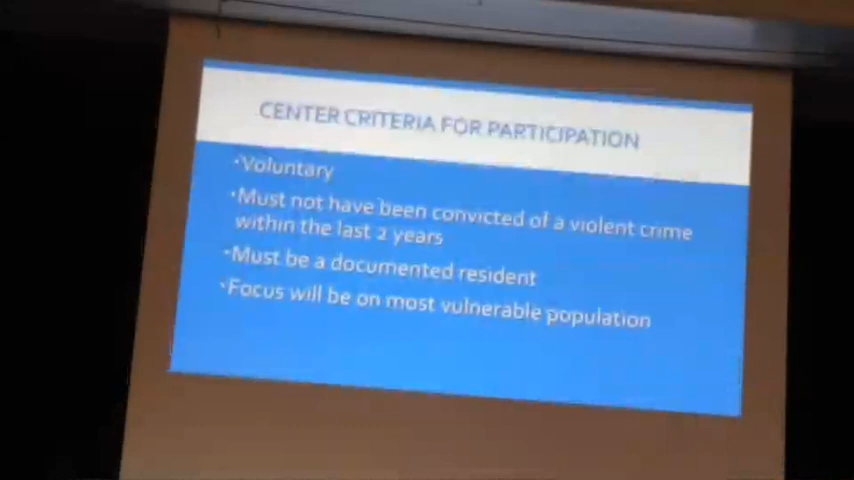 CENTER CRITERIA FOR PARTICIPATION
▪Voluntary
▪Must not have been convicted of a violent crime
within the last 2 years
▪Must be a documented resident
▪Focus will be on most vulnerable population